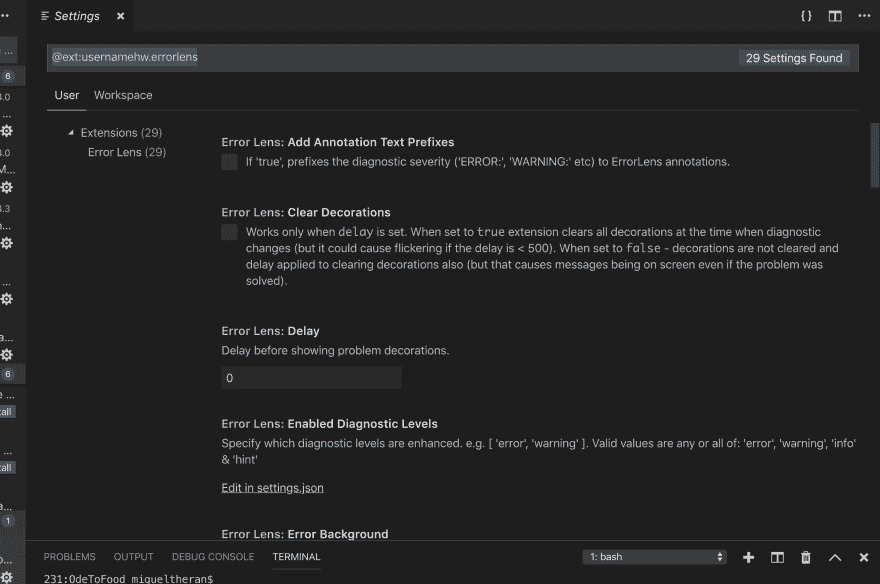 Settings
@ext:usernamehw.errorlens
29 Settings Found
User Workspace
Extensions (29)
Error Lens (29)
Error Lens: Add Annotation Text Prefixes
If 'true', prefixes the diagnostic severity ('ERROR:', 'WARNING:' etc) to ErrorLens annotations.
Error Lens: Clear Decorations
Works only when delay is set. When set to true extension clears all decorations at the time when diagnostic
changes (but it could cause flickering if the delay is < 500). When set to false - decorations are not cleared and
delay applied to clearing decorations also (but that causes messages being on screen even if the problem was
solved).
Error Lens: Delay
Delay before showing problem decorations.
0
Error Lens: Enabled Diagnostic Levels
Specify which diagnostic levels are enhanced. e.g. [ 'error', 'warning' ]. Valid values are any or all of: 'error', 'warning', 'info'
& 'hint'
Edit in settings.json
Error Lens: Error Background
PROBLEMS OUTPUT DEBUG CONSOLE TERMINAL
1: bash
231:OdeToFood migueltheran$
6
6
1